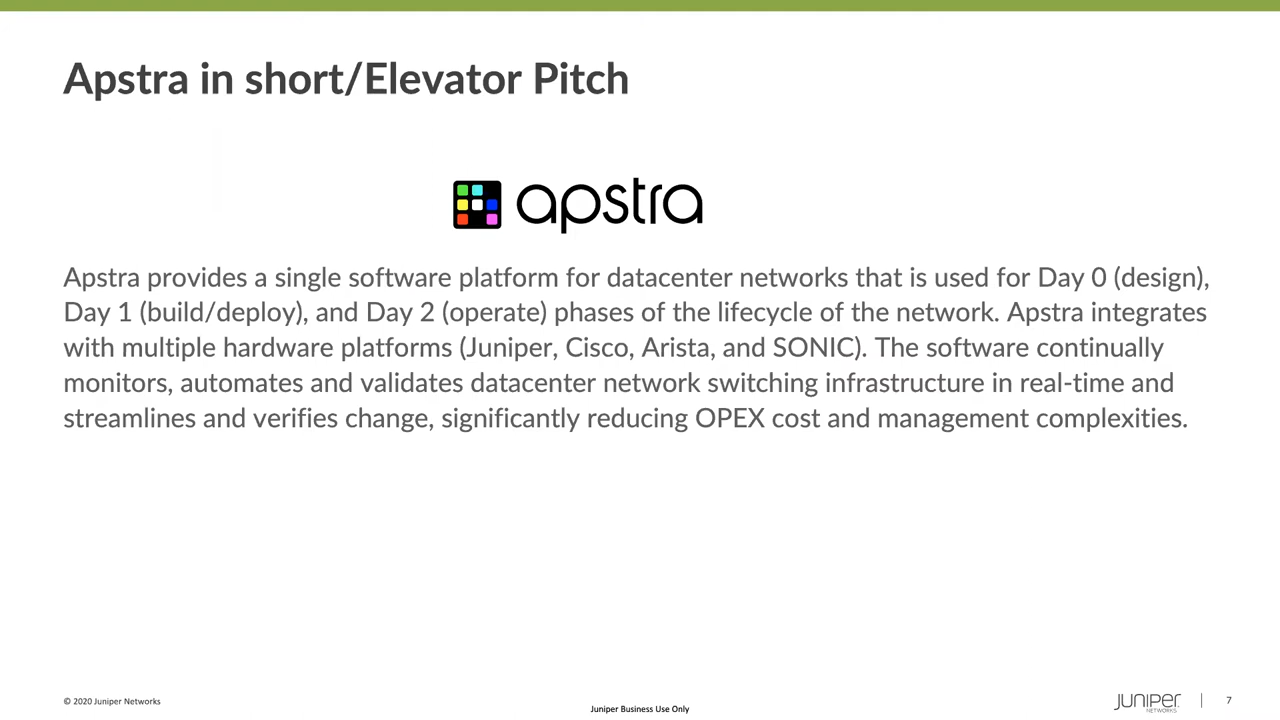 Apstra in short/Elevator Pitch
apstra
Apstra provides a single software platform for datacenter networks that is used for Day 0 (design),
Day 1 (build/deploy), and Day 2 (operate) phases of the lifecycle of the network. Apstra integrates
with multiple hardware platforms (Juniper, Cisco, Arista, and SONIC). The software continually
monitors, automates and validates datacenter network switching infrastructure in real-time and
streamlines and verifies change, significantly reducing OPEX cost and management complexities.
© 2020 Juniper Networks
Juniper Business Use Only
JUNIPER
NETWORKS
7